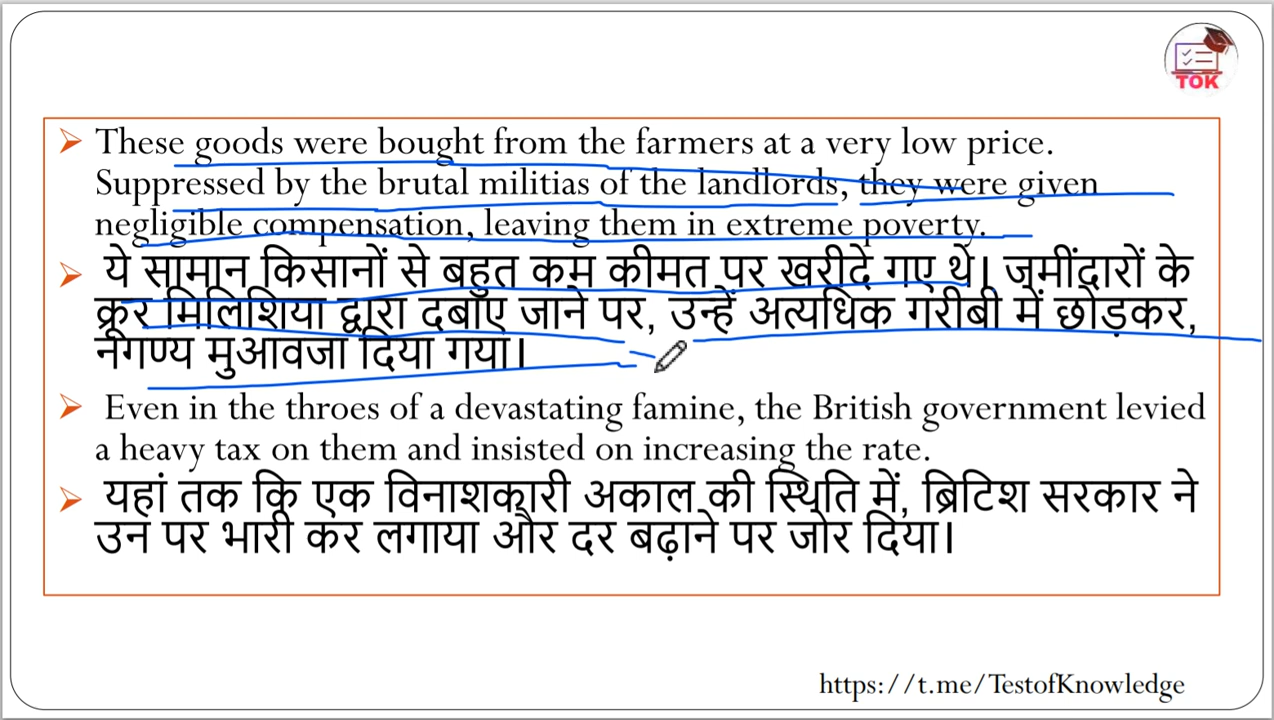 TOK
These goods were bought from the farmers at a very low price.
Suppressed by the brutal militias of the landlords, they were given
negligible compensation, leaving them in extreme poverty.
ये सामान किसानों से बहुत कम कीमत पर खरीदे गए थे। जमींदारों के
क्रूर मिलिशिया द्वारा दबाए जाने पर, उन्हें अत्यधिक गरीबी में छोड़कर,
नगण्य मुआवजा दिया गया।
Even in the throes of a devastating famine, the British government levied
a heavy tax on them and insisted on increasing the rate.
यहां तक कि एक विनाशकारी अकाल की स्थिति में, ब्रिटिश सरकार ने
उन पर भारी कर लगाया और दर बढ़ाने पर जोर दिया।
https://t.me/TestofKnowledge